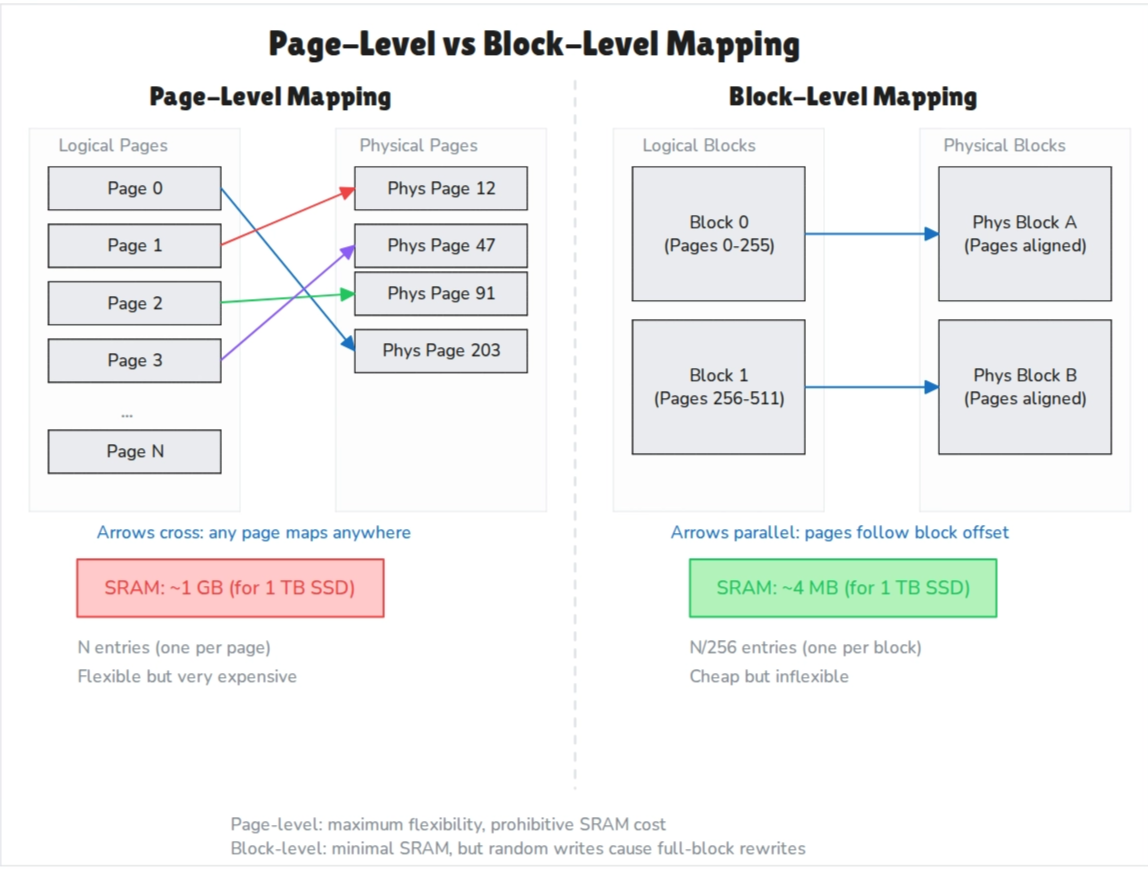 Page-Level vs Block-Level Mapping
Page-Level Mapping
Logical Pages
Physical Pages
Page 0
Phys Page 12
Page 1
Phys Page 47
Page 2
Phys Page 91
Page 3
Phys Page 203
...
Page N
Arrows cross: any page maps anywhere
SRAM: ~1 GB (for 1 TB SSD)
N entries (one per page)
Flexible but very expensive
Block-Level Mapping
Logical Blocks
Physical Blocks
Block 0
(Pages 0-255)
Phys Block A
(Pages aligned)
Block 1
(Pages 256-511)
Phys Block B
(Pages aligned)
Arrows parallel: pages follow block offset
SRAM: ~4 MB (for 1 TB SSD)
N/256 entries (one per block)
Cheap but inflexible
Page-level: maximum flexibility, prohibitive SRAM cost
Block-level: minimal SRAM, but random writes cause full-block rewrites